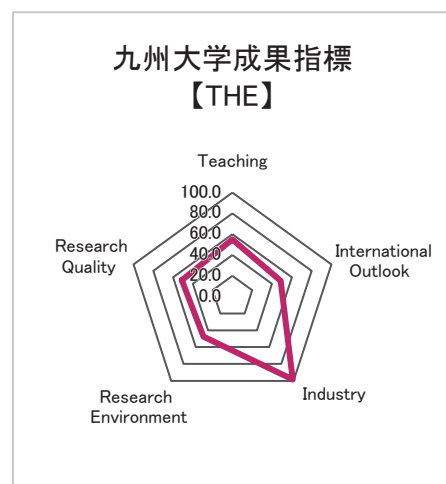 九州大学成果指標
【THE】
Teaching
100.0
80.0
60.0
40.0
20.0
0.0
International
Outlook
Industry
Research
Environment
Research
Quality